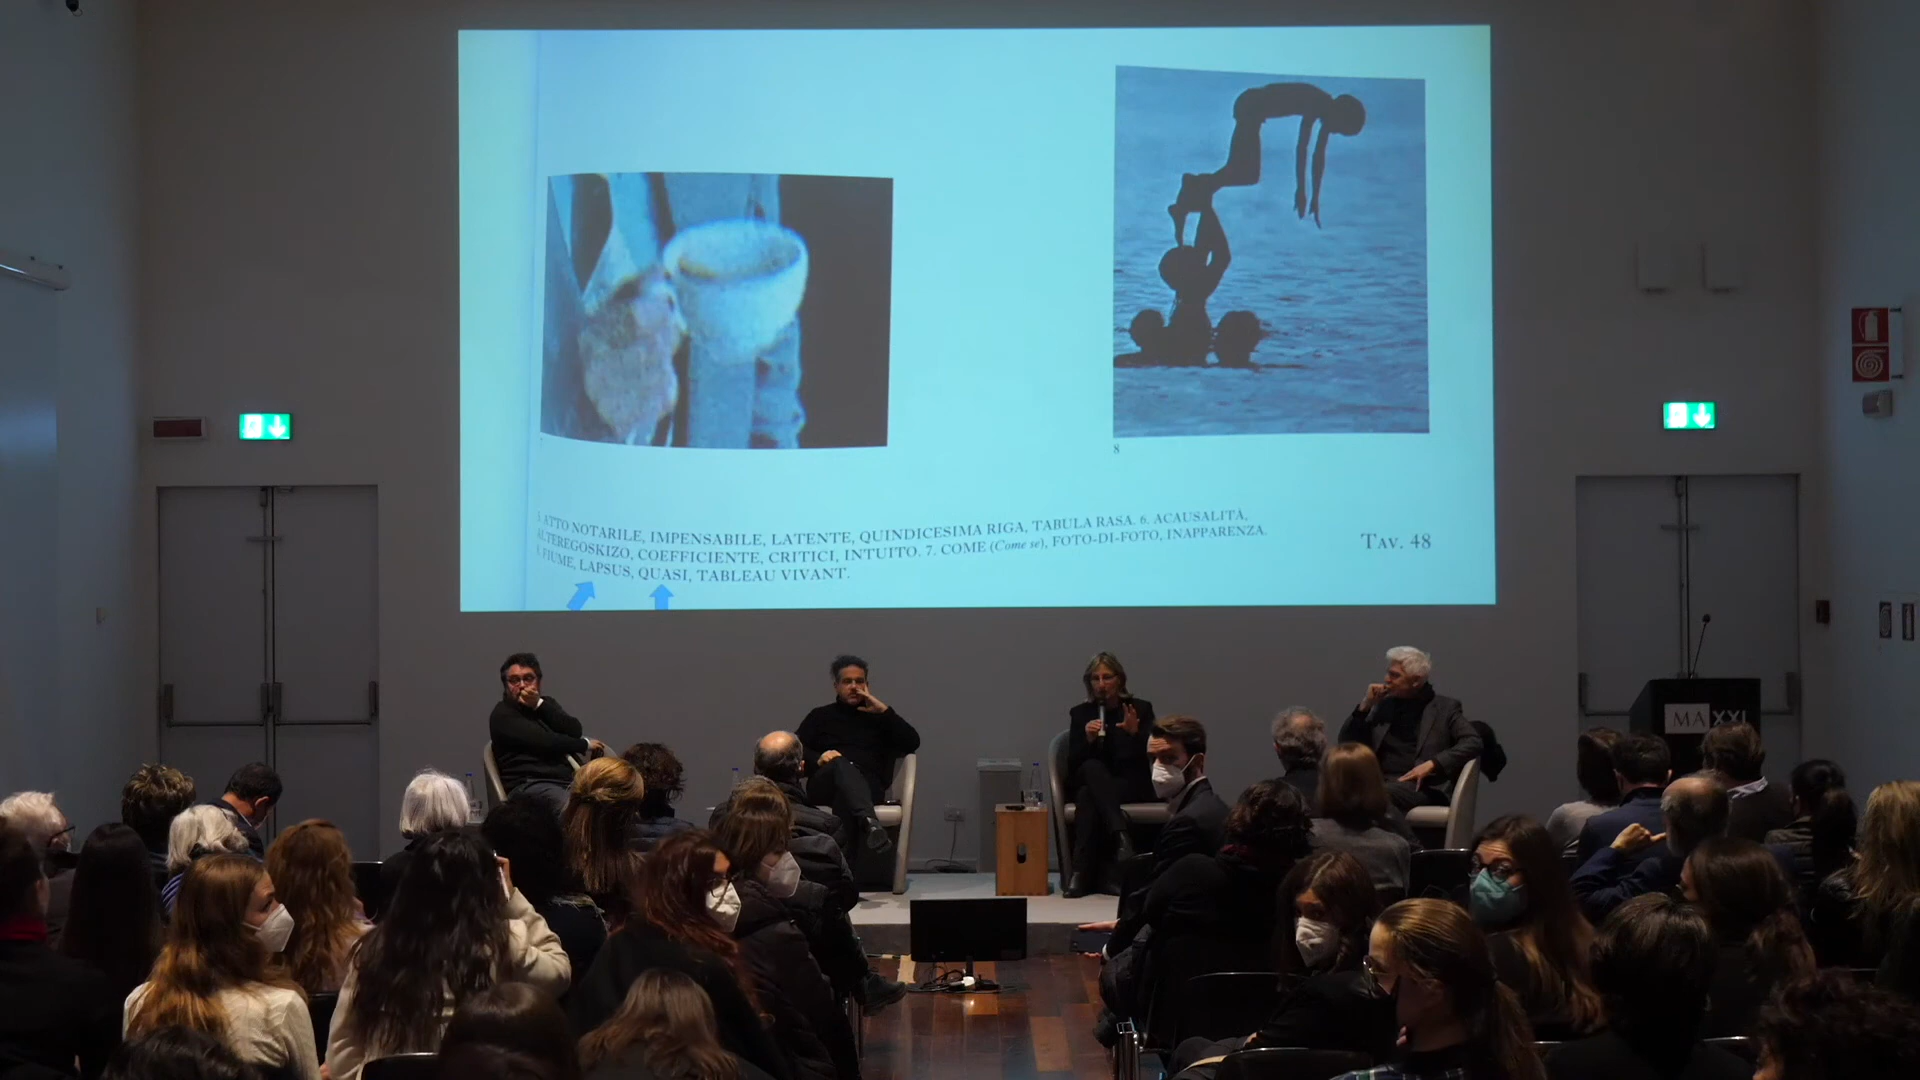 8
ATTO NOTARILE, IMPENSABILE, LATENTE, QUINDICESIMA RIGA, TABULA RASA. 6. ACAUSALITÀ,
ALTEREGOSKIZO, COEFFICIENTE, CRITICI, INTUITO. 7. COME (Come se), FOTO-DI-FOTO, INAPPARENZA.
FIUME, LAPSUS, QUASI, TABLEAU VIVANT.
TAV. 48
MAXXI